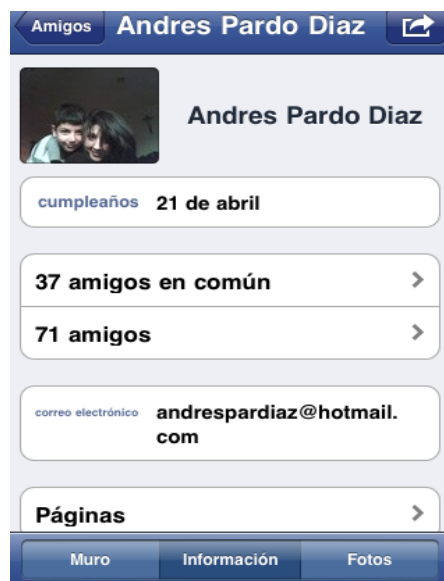 Amigos Andres Pardo Diaz
Andres Pardo Diaz
cumpleaños 21 de abril
37 amigos en común
71 amigos
correo electrónico andrespardiaz@hotmail.
com
Páginas
Muro Información Fotos